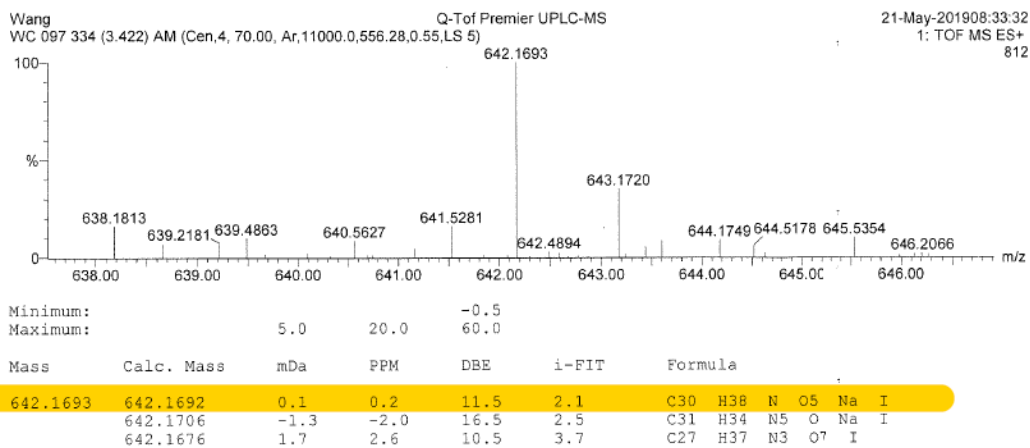 Wang Q-Tof Premier UPLC-MS 21-May-201908:33:32
WC 097 334 (3.422) AM (Cen,4, 70.00, Ar,11000.0,556.28,0.55,LS 5) 1: TOF MS ES+
812
100
%
0
642.1693
643.1720
638.1813
639.2181
639.4863
640.5627
641.5281
642.4894
644.1749
644.5178
645.5354
646.2066
638.00 639.00 640.00 641.00 642.00 643.00 644.00 645.00 646.00 m/z
Minimum: -0.5
Maximum: 5.0 20.0 60.0
Mass Calc. Mass mDa PPM DBE i-FIT Formula
642.1693 642.1692 0.1 0.2 11.5 2.1 C30 H38 N O5 Na I
642.1706 -1.3 -2.0 16.5 2.5 C31 H34 N5 O Na I
642.1676 1.7 2.6 10.5 3.7 C27 H37 N3 O7 I